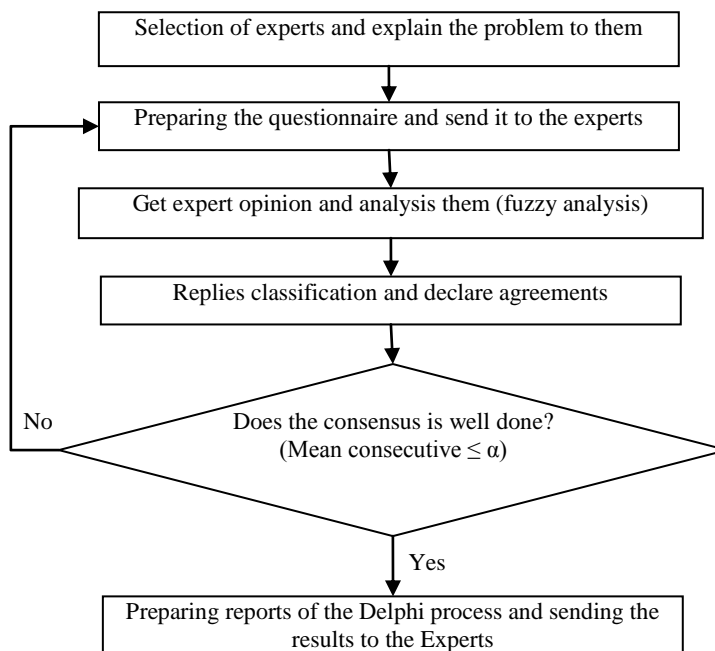 Selection of experts and explain the problem to them
Preparing the questionnaire and send it to the experts
Get expert opinion and analysis them (fuzzy analysis)
Replies classification and declare agreements
No
Does the consensus is well done?
(Mean consecutive ≤ α)
Yes
Preparing reports of the Delphi process and sending the
results to the Experts